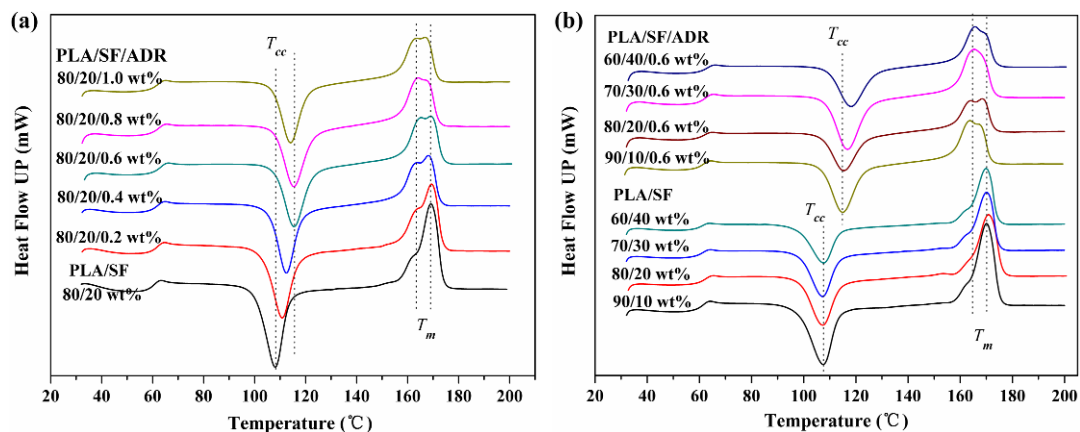 (a)
Heat Flow UP (mW)
PLA/SF/ADR
80/20/1.0 wt%
80/20/0.8 wt%
80/20/0.6 wt%
80/20/0.4 wt%
80/20/0.2 wt%
PLA/SF
80/20 wt%
Tcc
Tm
20 40 60 80 100 120 140 160 180 200
Temperature (℃)
(b)
Heat Flow UP (mW)
PLA/SF/ADR
60/40/0.6 wt%
70/30/0.6 wt%
80/20/0.6 wt%
90/10/0.6 wt%
PLA/SF
60/40 wt%
70/30 wt%
80/20 wt%
90/10 wt%
Tcc
Tcc
Tm
20 40 60 80 100 120 140 160 180 200
Temperature (℃)